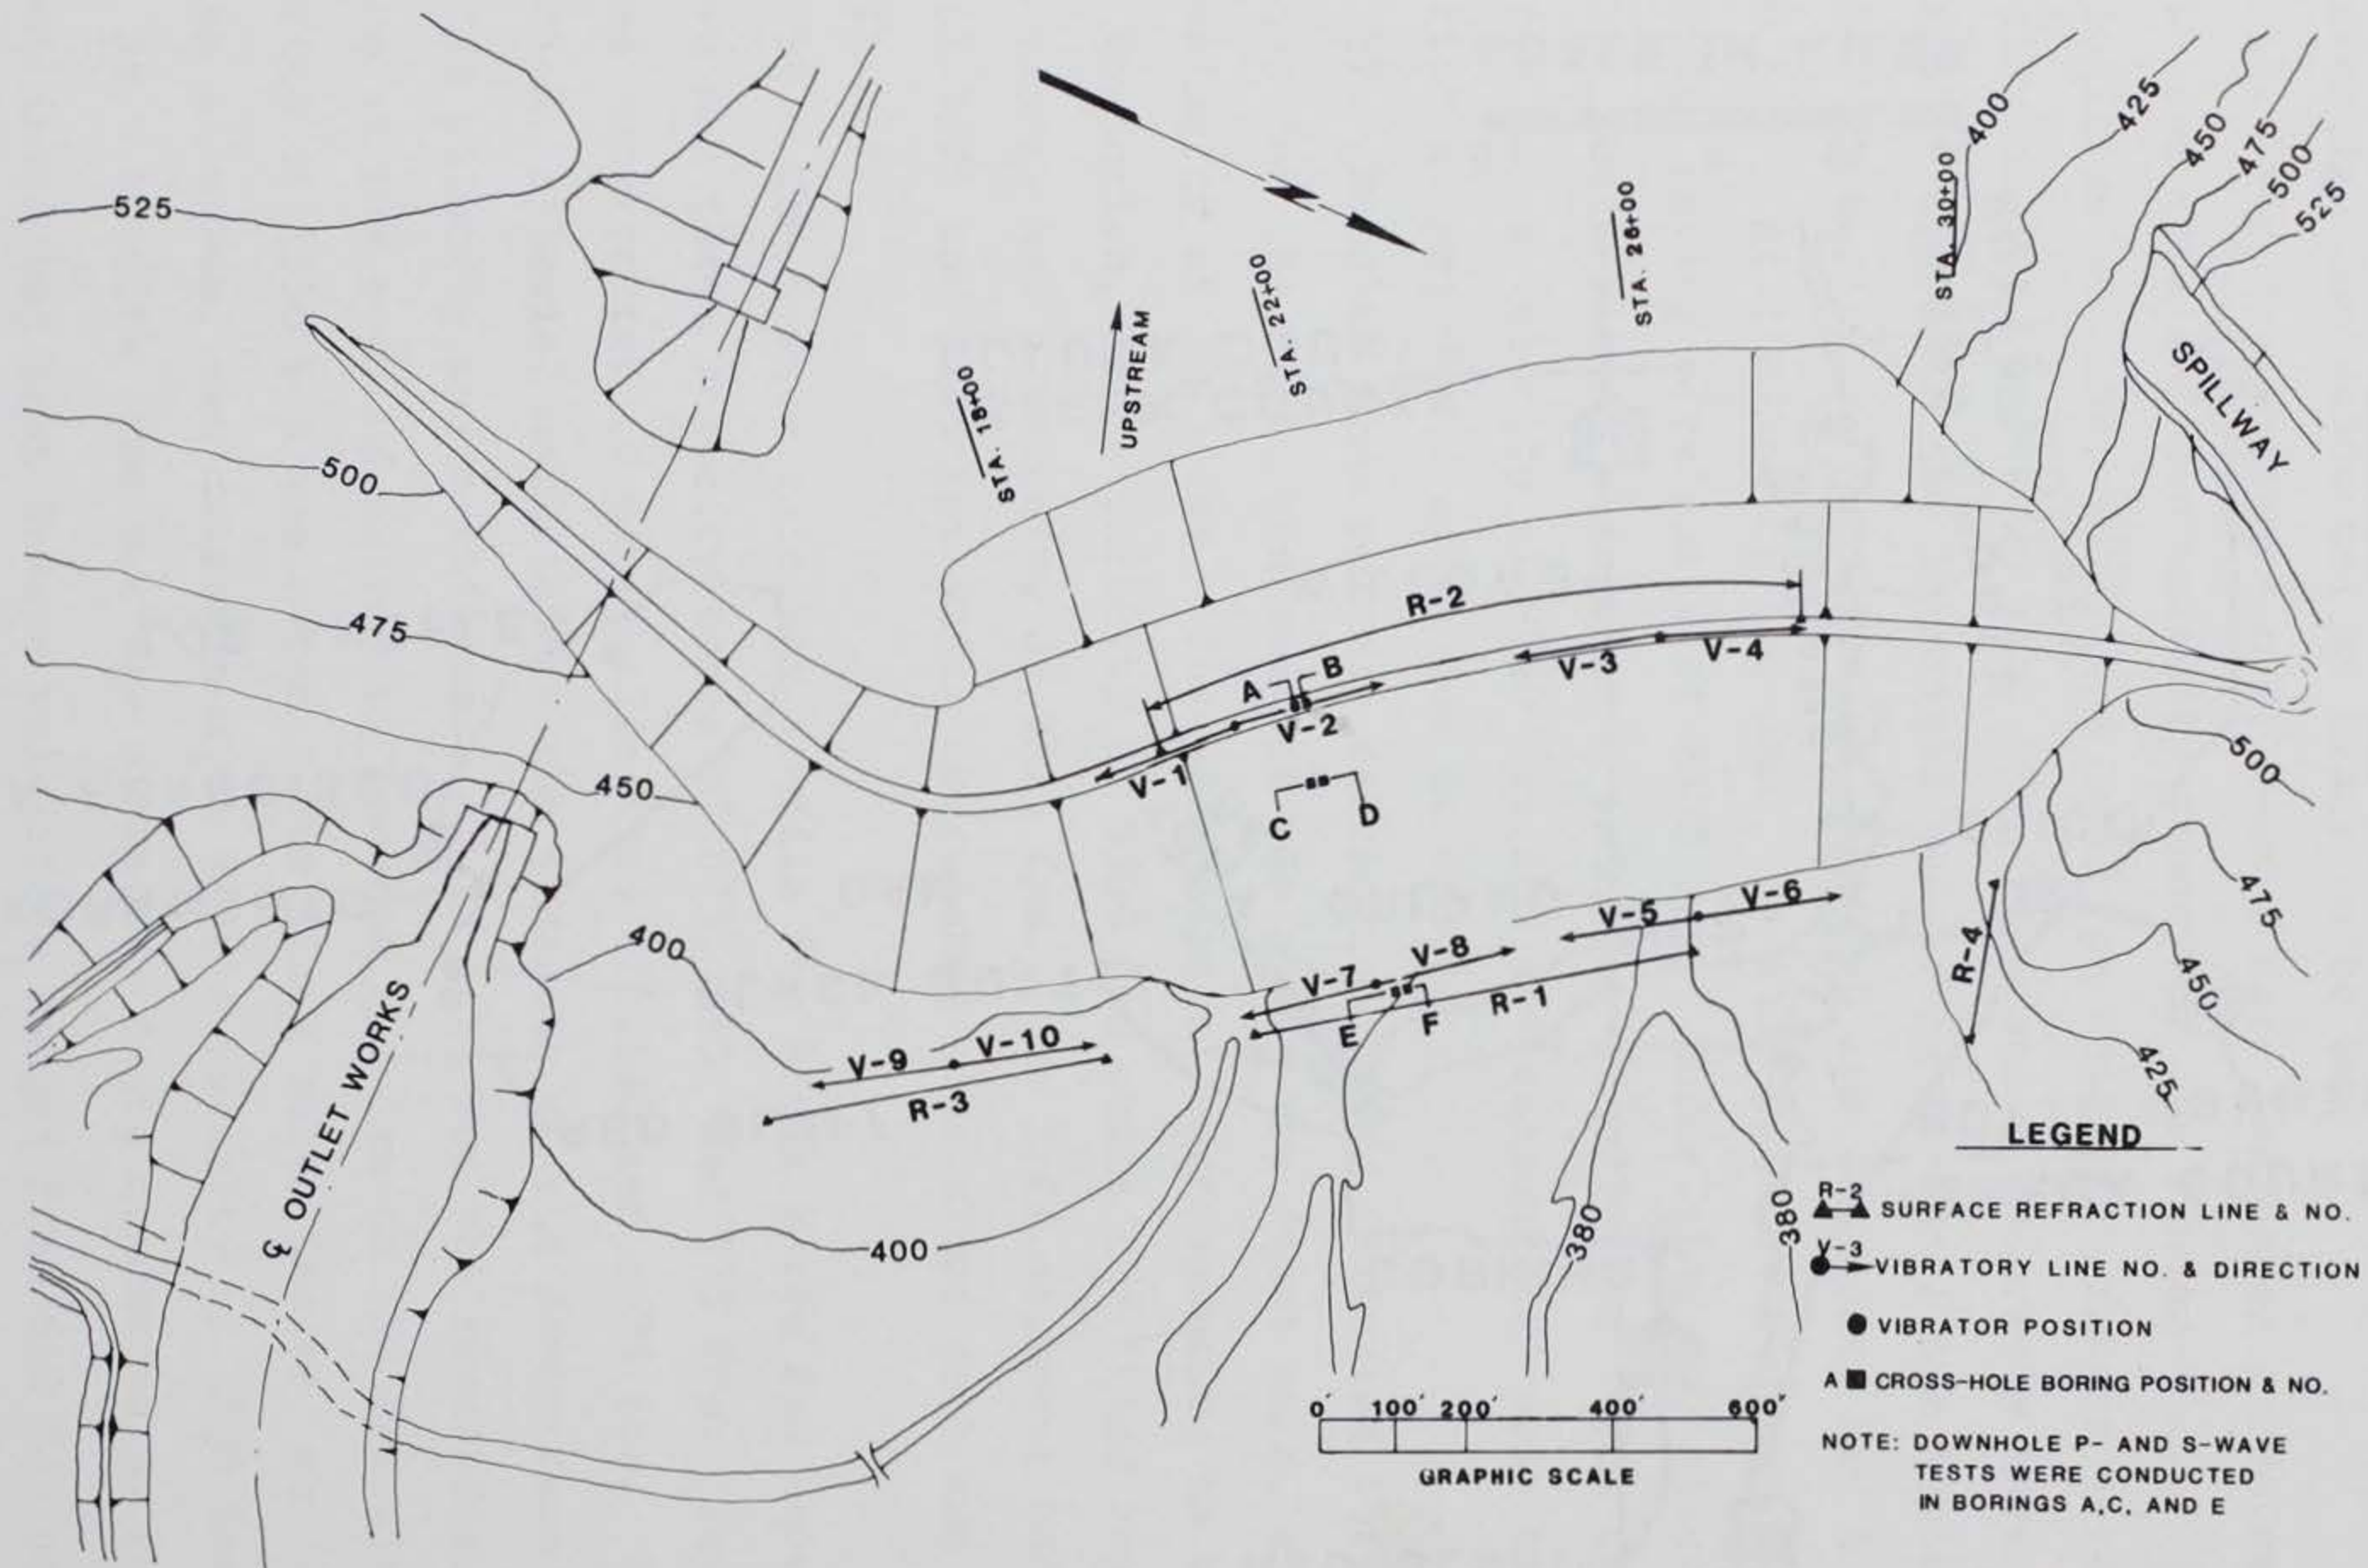 525
500
475
450
400
400
STA. 18+00
UPSTREAM
STA. 22+00
STA. 26+00
STA. 30+00
400
425
450
475
500
525
SPILLWAY
R-2
A
B
V-1
V-2
V-3
V-4
C
D
V-5
V-6
V-7
V-8
E
F
R-1
R-4
V-9
V-10
R-3
500
475
450
425
380
380
℄ OUTLET WORKS
LEGEND
R-2
SURFACE REFRACTION LINE & NO.
V-3
VIBRATORY LINE NO. & DIRECTION
VIBRATOR POSITION
A CROSS-HOLE BORING POSITION & NO.
NOTE: DOWNHOLE P- AND S-WAVE
TESTS WERE CONDUCTED
IN BORINGS A,C, AND E
0' 100' 200' 400' 600'
GRAPHIC SCALE